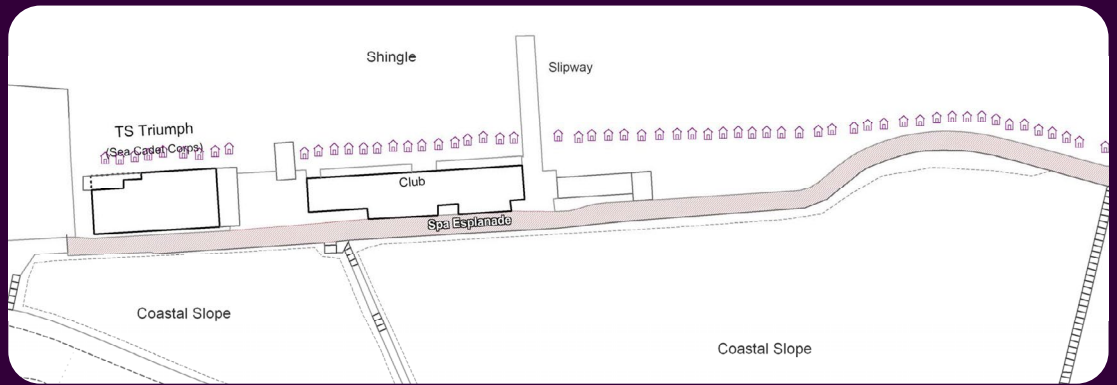 Shingle
Slipway
TS Triumph
(Sea Cadet Corps)
Club
Spa Esplanade
Coastal Slope
Coastal Slope